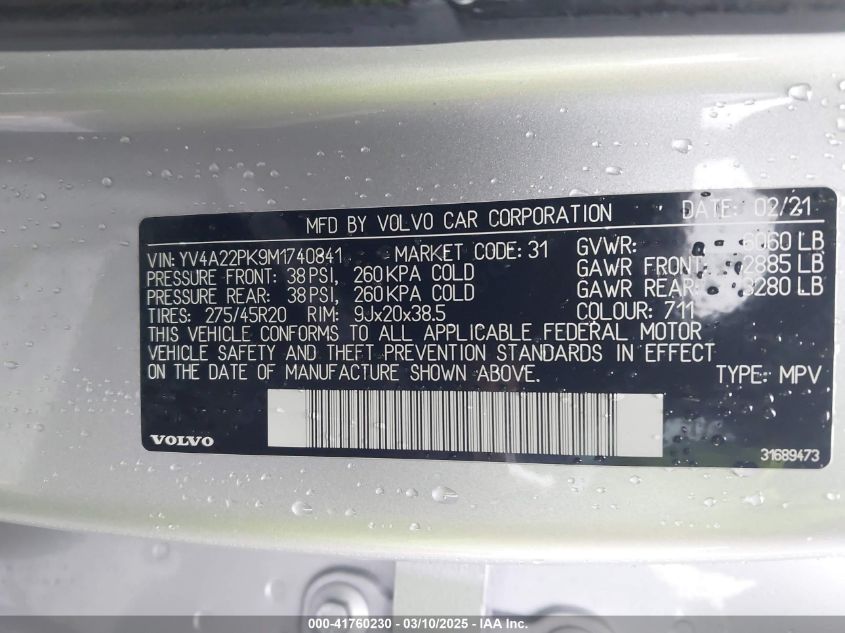 MFD BY VOLVO CAR CORPORATION DATE: 02/21
VIN: YV4A22PK9M1740841 MARKET CODE: 31 GVWR: 6060 LB
PRESSURE FRONT: 38 PSI, 260 KPA COLD GAWR FRONT: 2885 LB
PRESSURE REAR: 38 PSI, 260 KPA COLD GAWR REAR: 3280 LB
TIRES: 275/45R20 RIM: 9Jx20x38.5 COLOUR: 711
THIS VEHICLE CONFORMS TO ALL APPLICABLE FEDERAL MOTOR
VEHICLE SAFETY AND THEFT PREVENTION STANDARDS IN EFFECT
ON THE DATE OF MANUFACTURE SHOWN ABOVE. TYPE: MPV
VOLVO 31689473
000-41760230 - 03/10/2025 - IAA Inc.